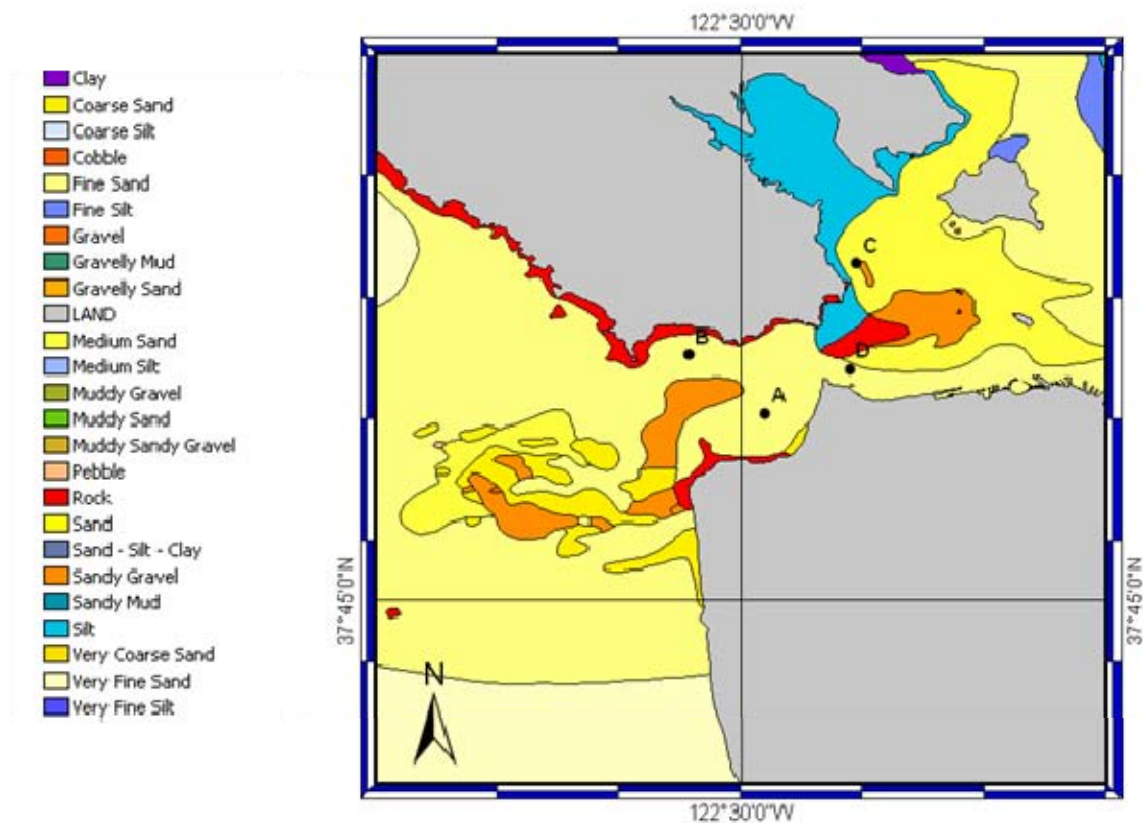 Clay
Coarse Sand
Coarse Silt
Cobble
Fine Sand
Fine Silt
Gravel
Gravelly Mud
Gravelly Sand
LAND
Medium Sand
Medium Silt
Muddy Gravel
Muddy Sand
Muddy Sandy Gravel
Pebble
Rock
Sand
Sand - Silt - Clay
Sandy Gravel
Sandy Mud
Silt
Very Coarse Sand
Very Fine Sand
Very Fine Silt
122°30'0"W
C
B
D
A
37°45'0"N
37°45'0"N
N
122°30'0"W